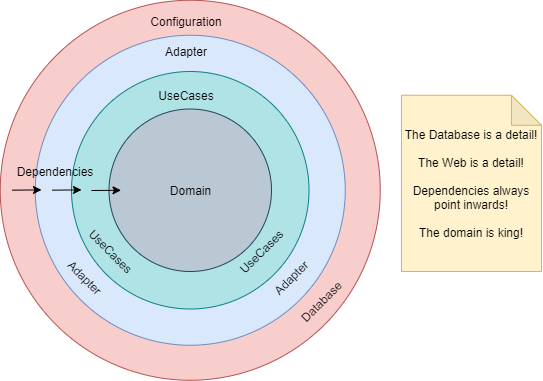 Configuration
Adapter
UseCases
Dependencies
Domain
UseCases
UseCases
Adapter
Adapter
Database
The Database is a detail!
The Web is a detail!
Dependencies always
point inwards!
The domain is king!